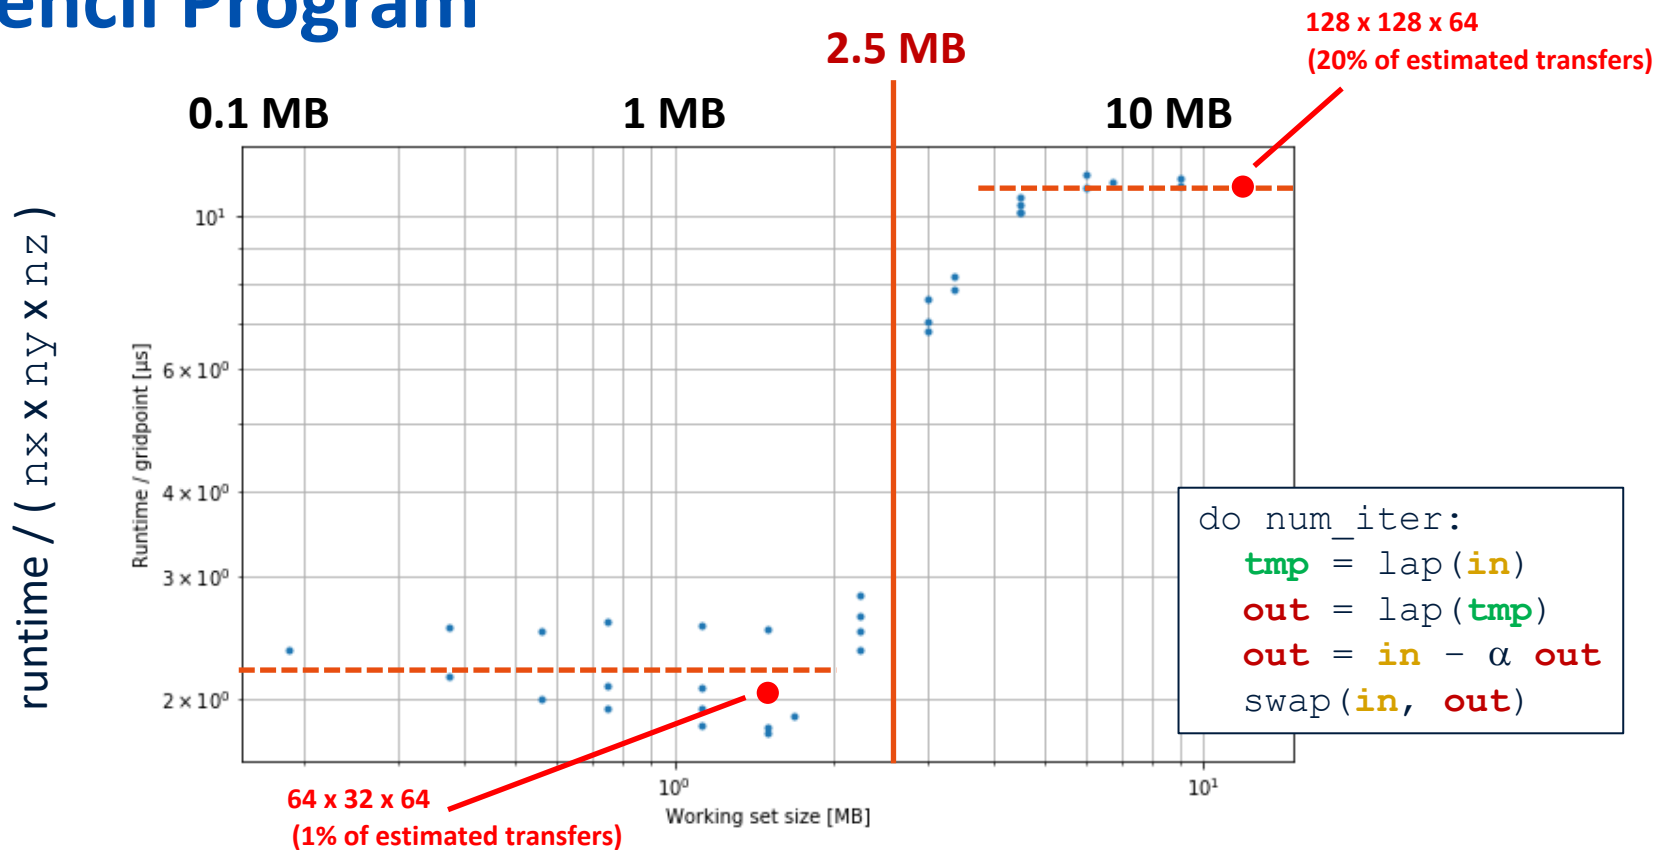 encil Program
128 x 128 x 64
(20% of estimated transfers)
2.5 MB
0.1 MB
1 MB
10 MB
runtime / ( nx x ny x nz )
Runtime / gridpoint [µs]
10¹
6 × 10⁰
4 × 10⁰
3 × 10⁰
2 × 10⁰
do num_iter:
tmp = lap(in)
out = lap(tmp)
out = in – α out
swap(in, out)
10⁰
10¹
Working set size [MB]
64 x 32 x 64
(1% of estimated transfers)